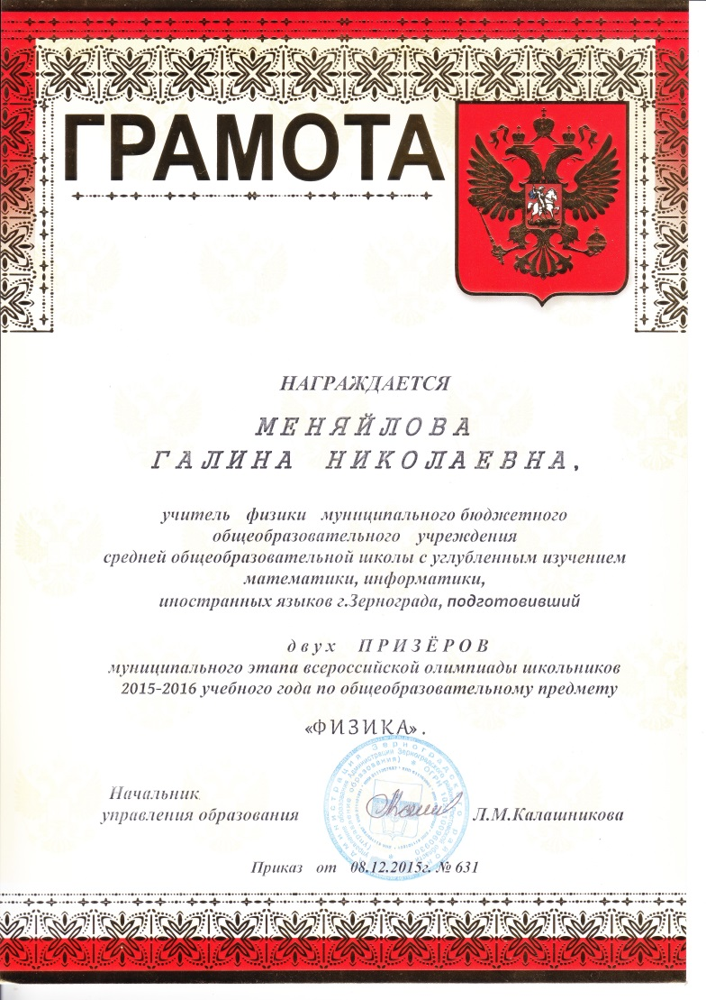 ГРАМОТА
НАГРАЖДАЕТСЯ
МЕНЯЙЛОВА
ГАЛИНА НИКОЛАЕВНА,
учитель физики муниципального бюджетного
общеобразовательного учреждения
средней общеобразовательной школы с углубленным изучением
математики, информатики,
иностранных языков г.Зернограда, подготовивший
двух ПРИЗЁРОВ
муниципального этапа всероссийской олимпиады школьников
2015-2016 учебного года по общеобразовательному предмету
«ФИЗИКА».
Начальник
управления образования
Л.М.Калашникова
Приказ от 08.12.2015г. № 631